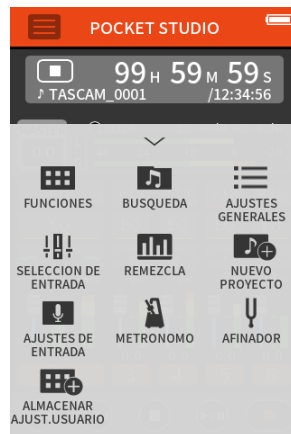 POCKET STUDIO
99 H 59 M 59 S
♪ TASCAM_0001 /12:34:56
FUNCIONES BUSQUEDA AJUSTES
GENERALES
SELECCION DE
ENTRADA REMEZCLA NUEVO
PROYECTO
AJUSTES DE
ENTRADA METRONOMO AFINADOR
ALMACENAR
AJUST.USUARIO